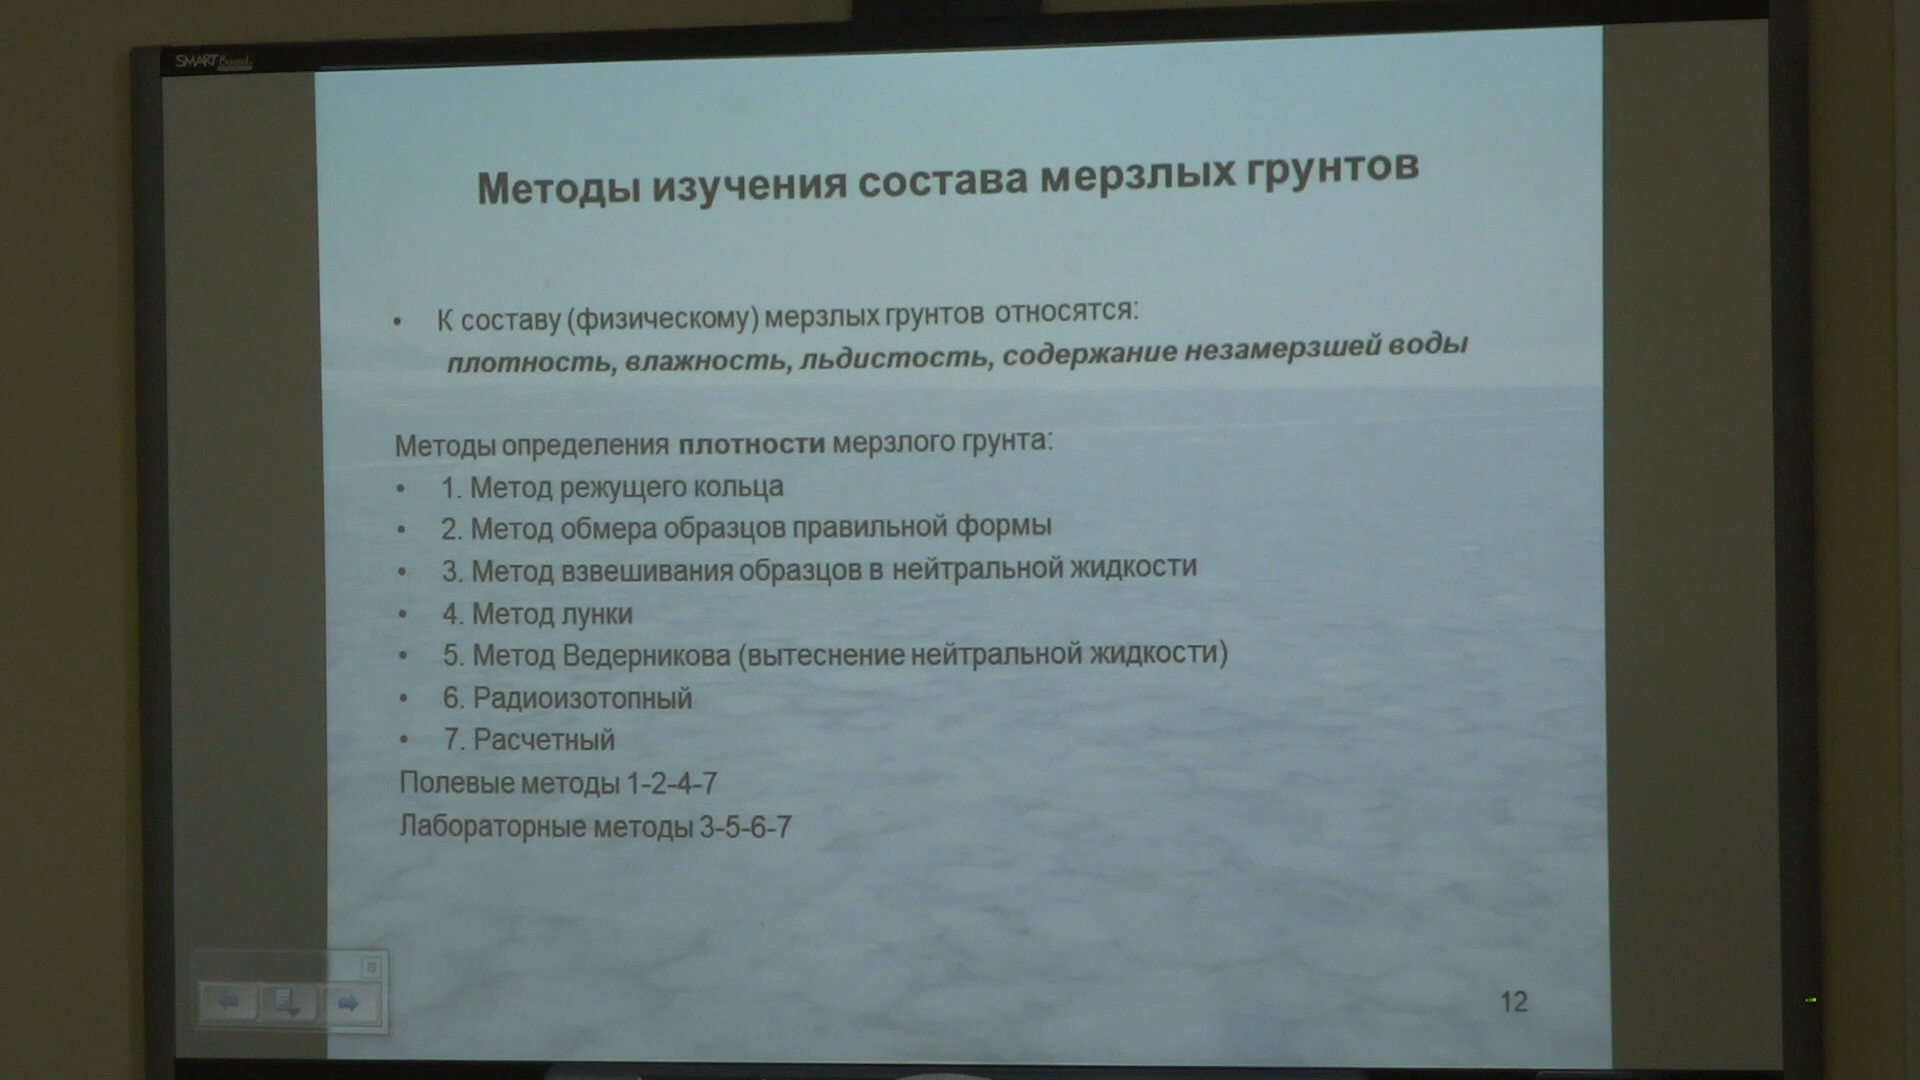 SMART Board
Методы изучения состава мерзлых грунтов
• К составу (физическому) мерзлых грунтов относятся:
плотность, влажность, льдистость, содержание незамерзшей воды
Методы определения плотности мерзлого грунта:
• 1. Метод режущего кольца
• 2. Метод обмера образцов правильной формы
• 3. Метод взвешивания образцов в нейтральной жидкости
• 4. Метод лунки
• 5. Метод Ведерникова (вытеснение нейтральной жидкости)
• 6. Радиоизотопный
• 7. Расчетный
Полевые методы 1-2-4-7
Лабораторные методы 3-5-6-7
12